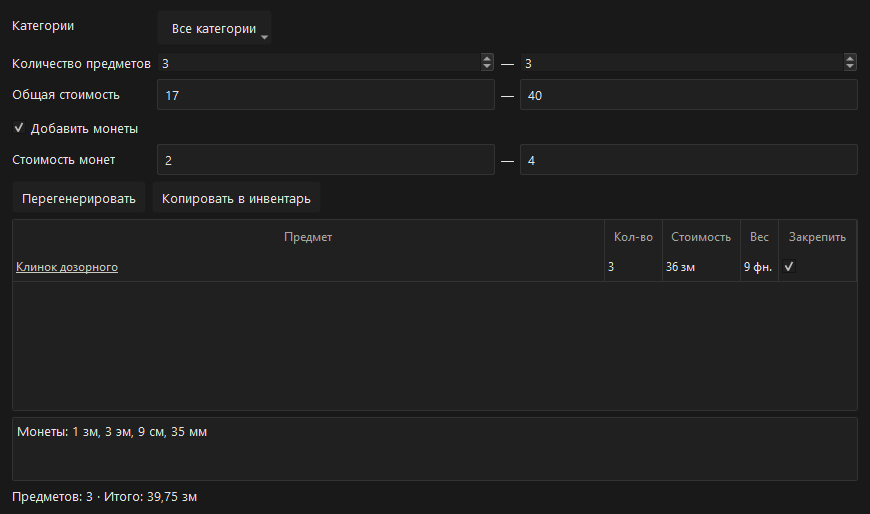 Категории Все категории
Количество предметов 3 — 3
Общая стоимость 17 — 40
Добавить монеты
Стоимость монет 2 — 4
Перегенерировать Копировать в инвентарь
Предмет Кол-во Стоимость Вес Закрепить
Клинок дозорного 3 36 зм 9 фн.
Монеты: 1 зм, 3 эм, 9 см, 35 мм
Предметов: 3 · Итого: 39,75 зм